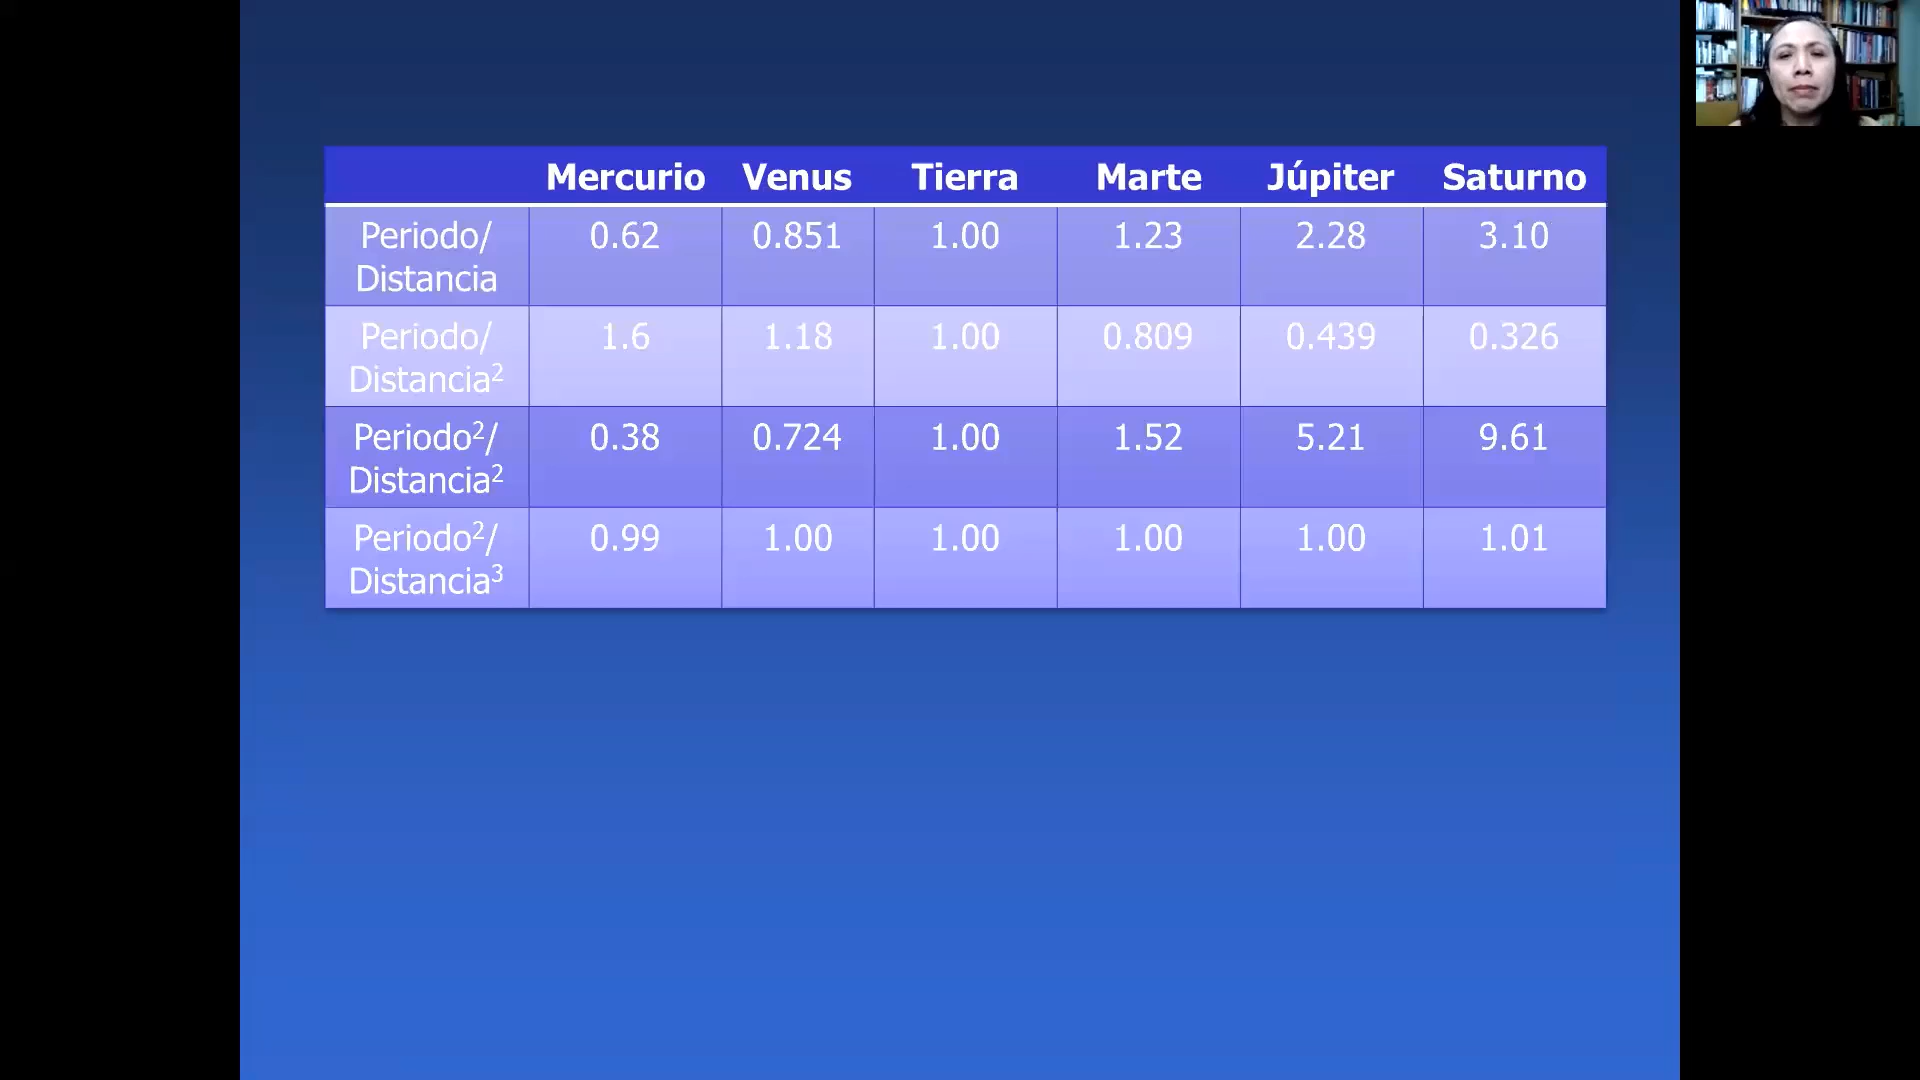 Mercurio Venus Tierra Marte Júpiter Saturno
Periodo/ 0.62 0.851 1.00 1.23 2.28 3.10
Distancia
Periodo/ 1.6 1.18 1.00 0.809 0.439 0.326
Distancia²
Periodo²/ 0.38 0.724 1.00 1.52 5.21 9.61
Distancia²
Periodo²/ 0.99 1.00 1.00 1.00 1.00 1.01
Distancia³